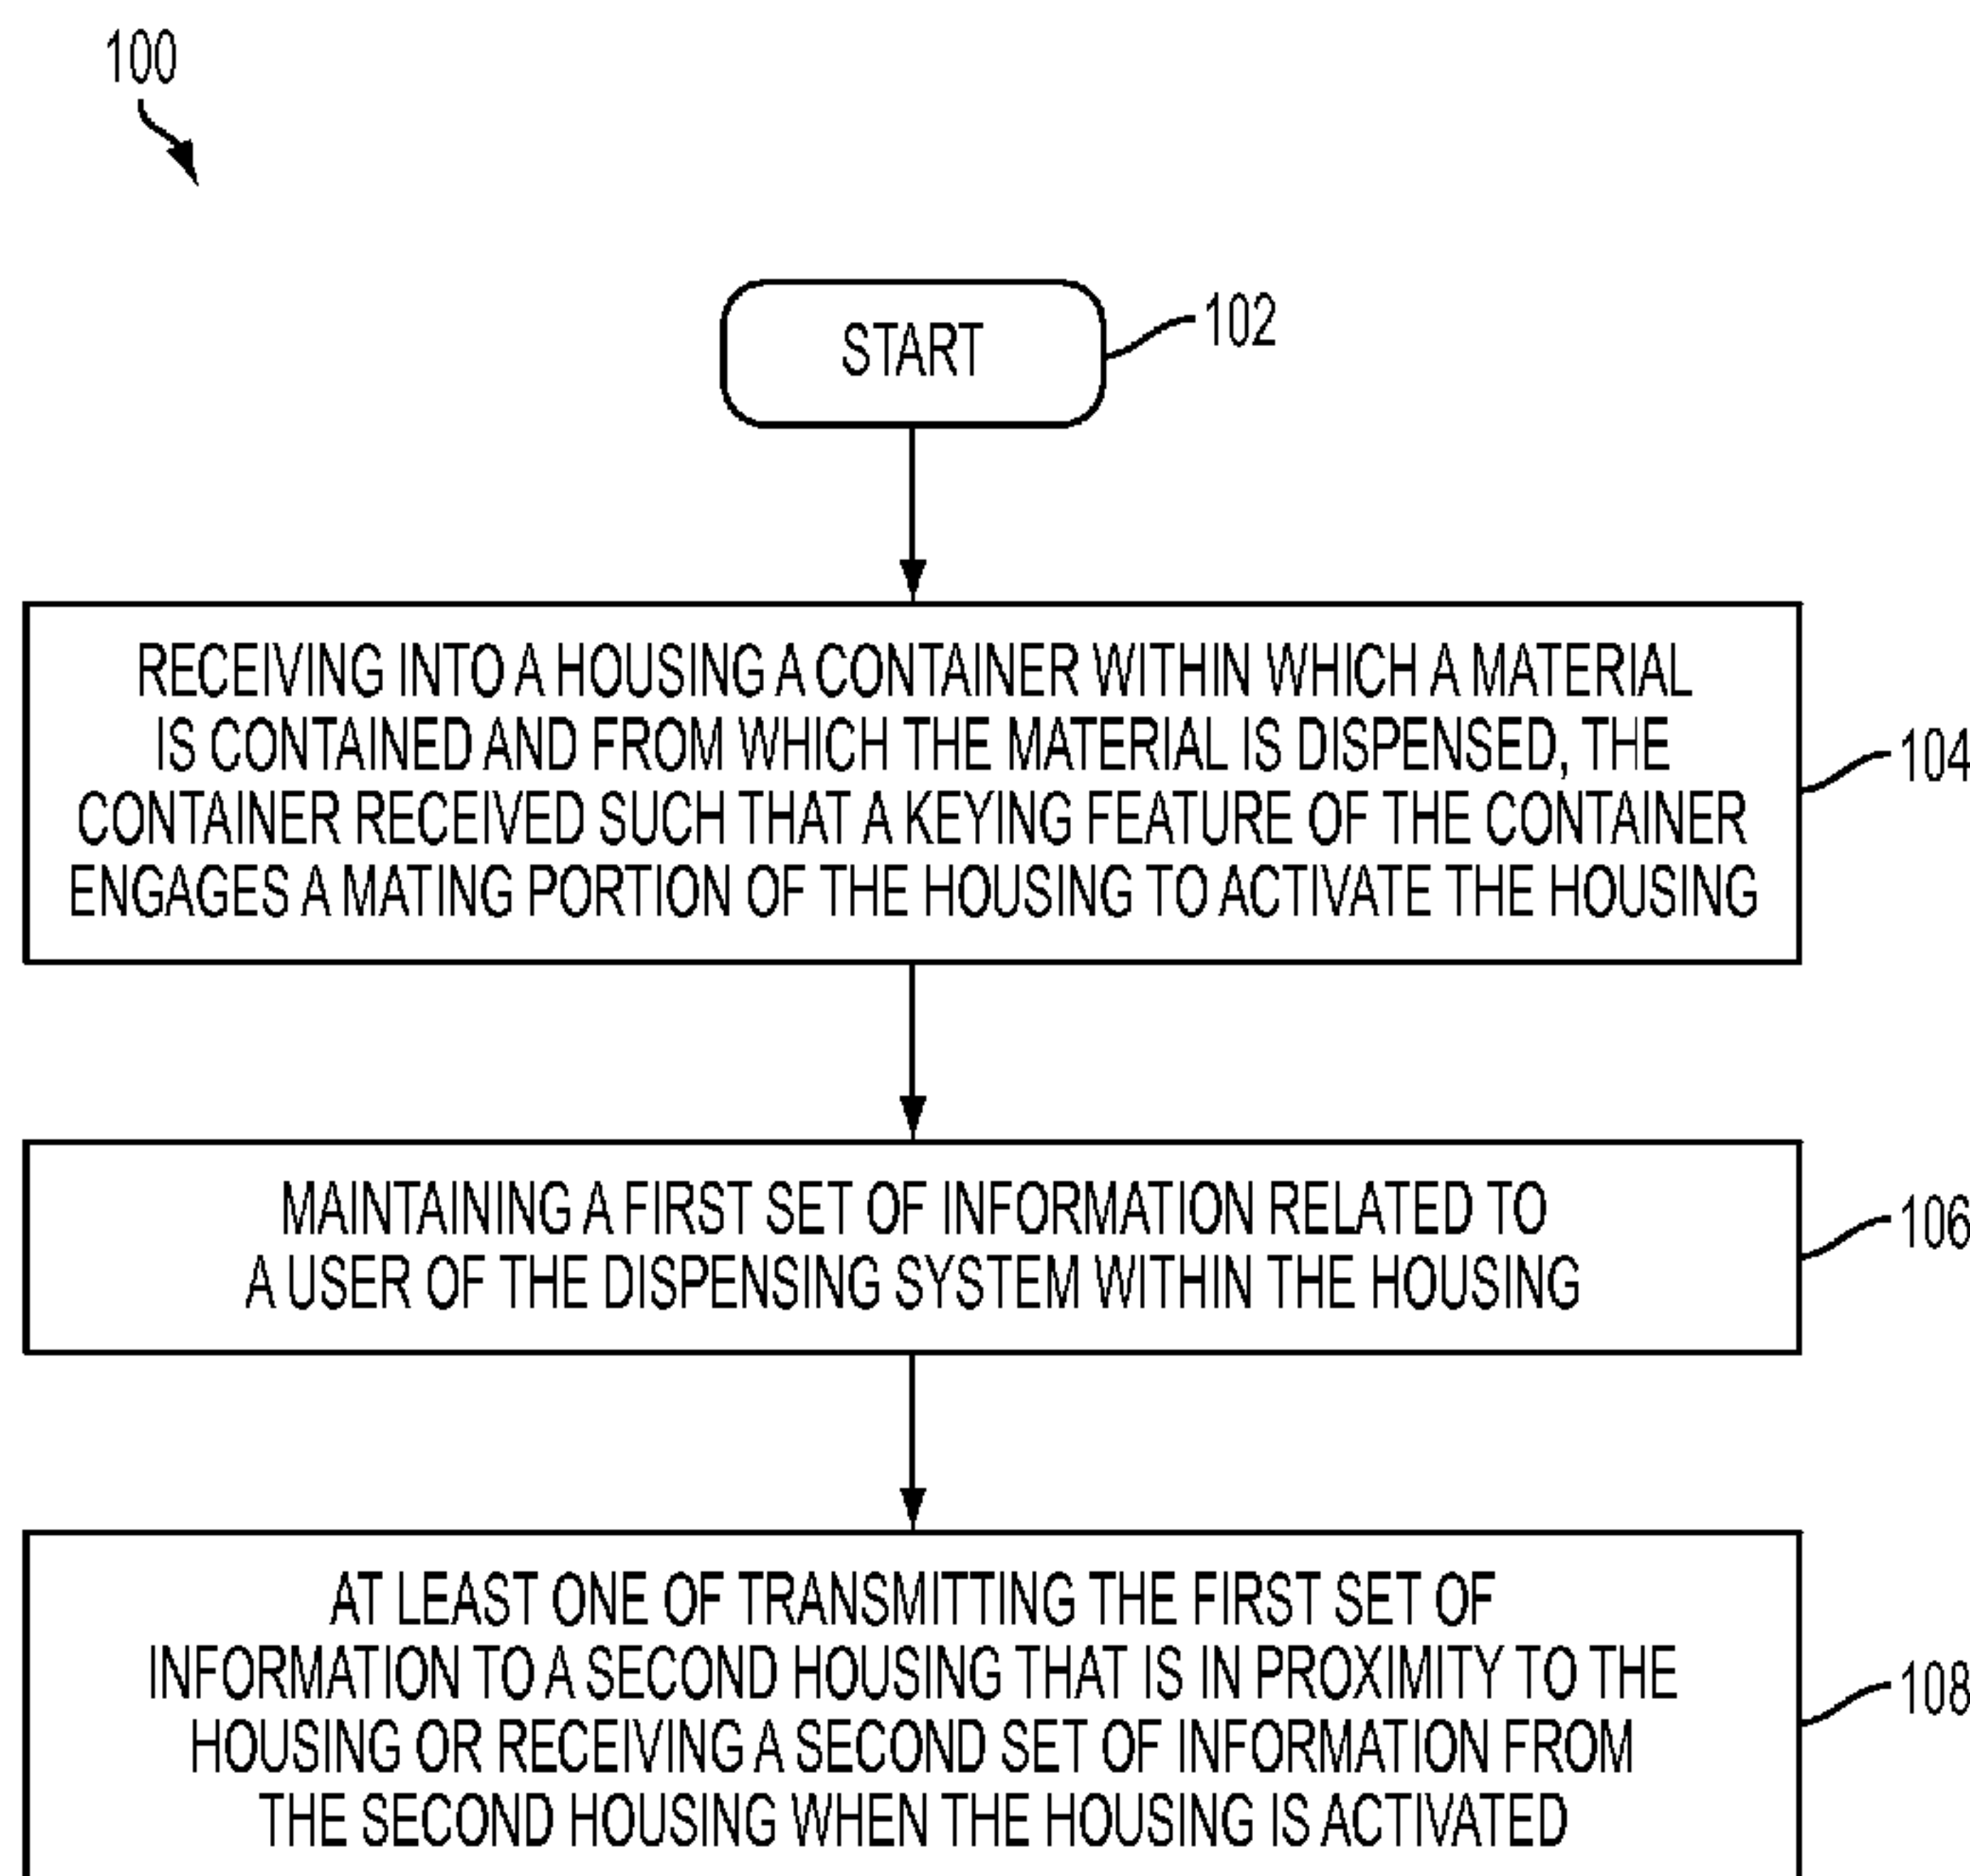 100
START
102
RECEIVING INTO A HOUSING A CONTAINER WITHIN WHICH A MATERIAL
IS CONTAINED AND FROM WHICH THE MATERIAL IS DISPENSED, THE
CONTAINER RECEIVED SUCH THAT A KEYING FEATURE OF THE CONTAINER
ENGAGES A MATING PORTION OF THE HOUSING TO ACTIVATE THE HOUSING
104
MAINTAINING A FIRST SET OF INFORMATION RELATED TO
A USER OF THE DISPENSING SYSTEM WITHIN THE HOUSING
106
AT LEAST ONE OF TRANSMITTING THE FIRST SET OF
INFORMATION TO A SECOND HOUSING THAT IS IN PROXIMITY TO THE
HOUSING OR RECEIVING A SECOND SET OF INFORMATION FROM
THE SECOND HOUSING WHEN THE HOUSING IS ACTIVATED
108